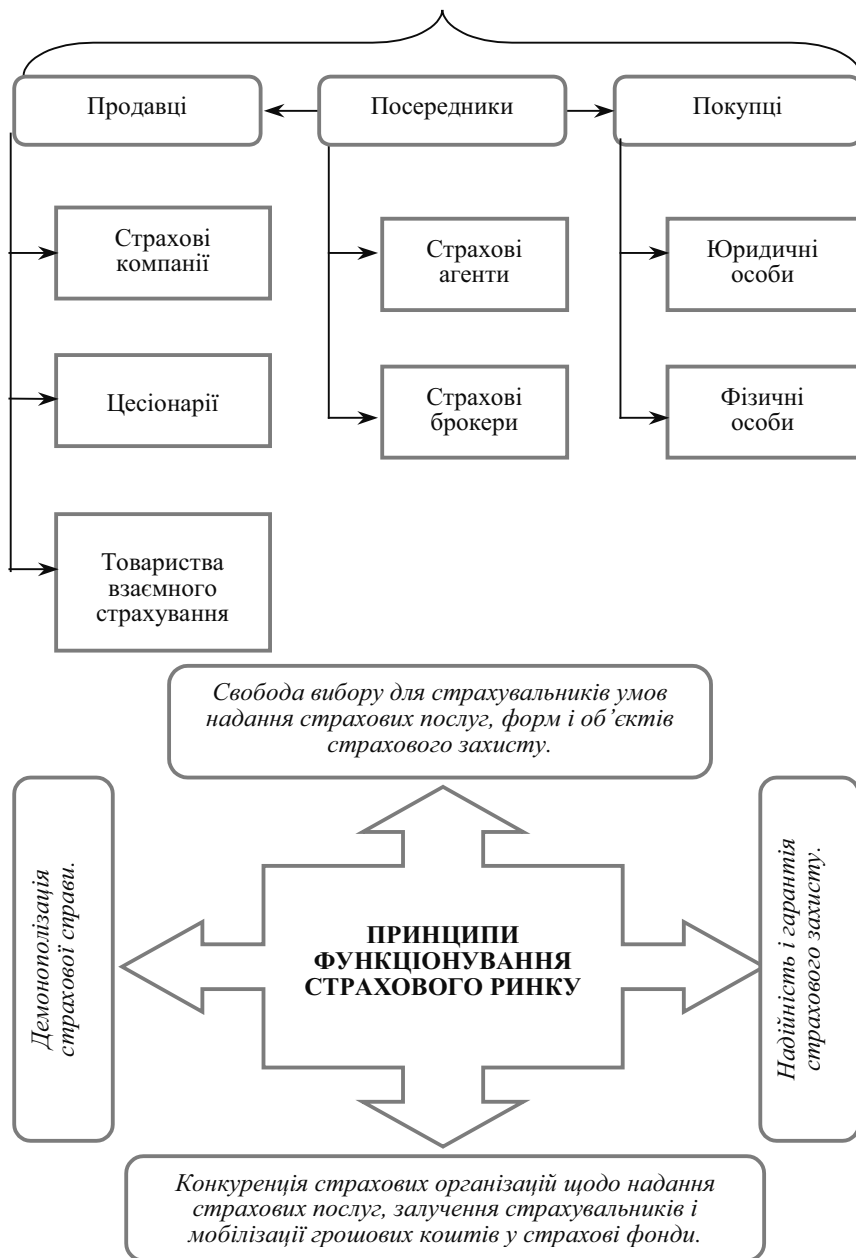 Продавці
Посередники
Покупці
Страхові
компанії
Страхові
агенти
Юридичні
особи
Цесіонарії
Страхові
брокери
Фізичні
особи
Товариства
взаємного
страхування
Свобода вибору для страхувальників умов
надання страхових послуг, форм і об’єктів
страхового захисту.
Демонополізація
страхової справи.
ПРИНЦИПИ
ФУНКЦІОНУВАННЯ
СТРАХОВОГО РИНКУ
Надійність і гарантія
страхового захисту.
Конкуренція страхових організацій щодо надання
страхових послуг, залучення страхувальників і
мобілізації грошових коштів у страхові фонди.